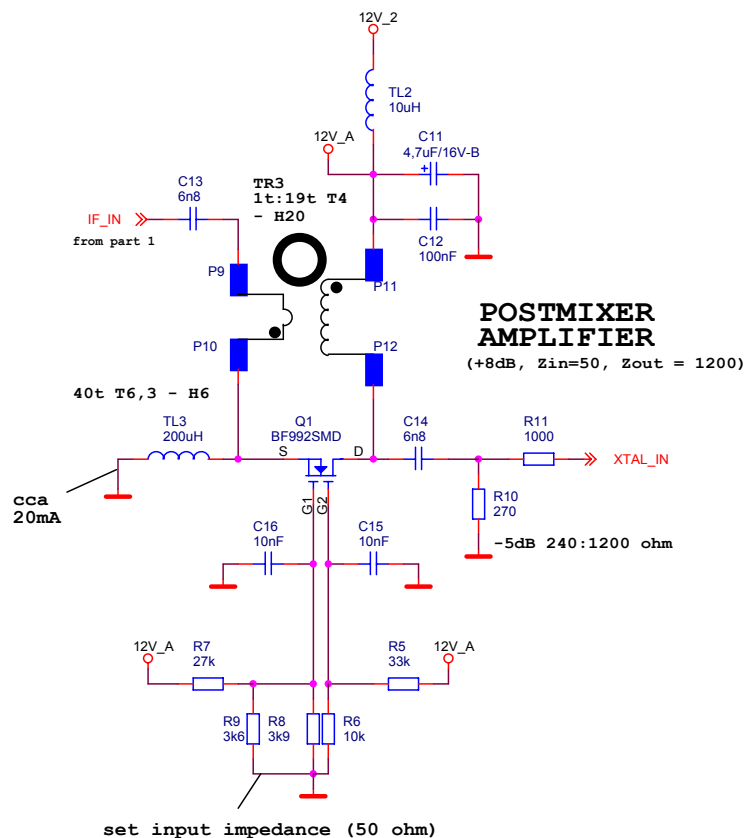 12V_2
TL2
10uH
12V_A
C11
4,7uF/16V-B
+
C13
6n8
TR3
1t:19t T4
- H20
IF_IN
from part 1
C12
100nF
P9
P11
POSTMIXER
AMPLIFIER
(+8dB, Zin=50, Zout = 1200)
P10
P12
40t T6,3 - H6
TL3
200uH
Q1
BF992SMD
C14
6n8
R11
1000
S
D
XTAL_IN
G1
G2
cca
20mA
R10
270
C16
10nF
C15
10nF
-5dB 240:1200 ohm
12V_A
R7
27k
R5
33k
12V_A
R9
3k6
R8
3k9
R6
10k
set input impedance (50 ohm)